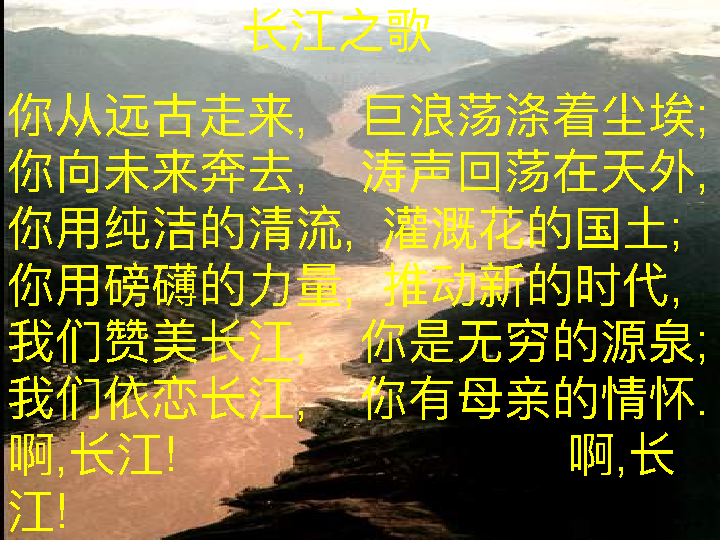 长江之歌
你从远古走来, 巨浪荡涤着尘埃;
你向未来奔去, 涛声回荡在天外,
你用纯洁的清流, 灌溉花的国土;
你用磅礴的力量, 推动新的时代,
我们赞美长江, 你是无穷的源泉;
我们依恋长江, 你有母亲的情怀.
啊,长江! 啊,长
江!